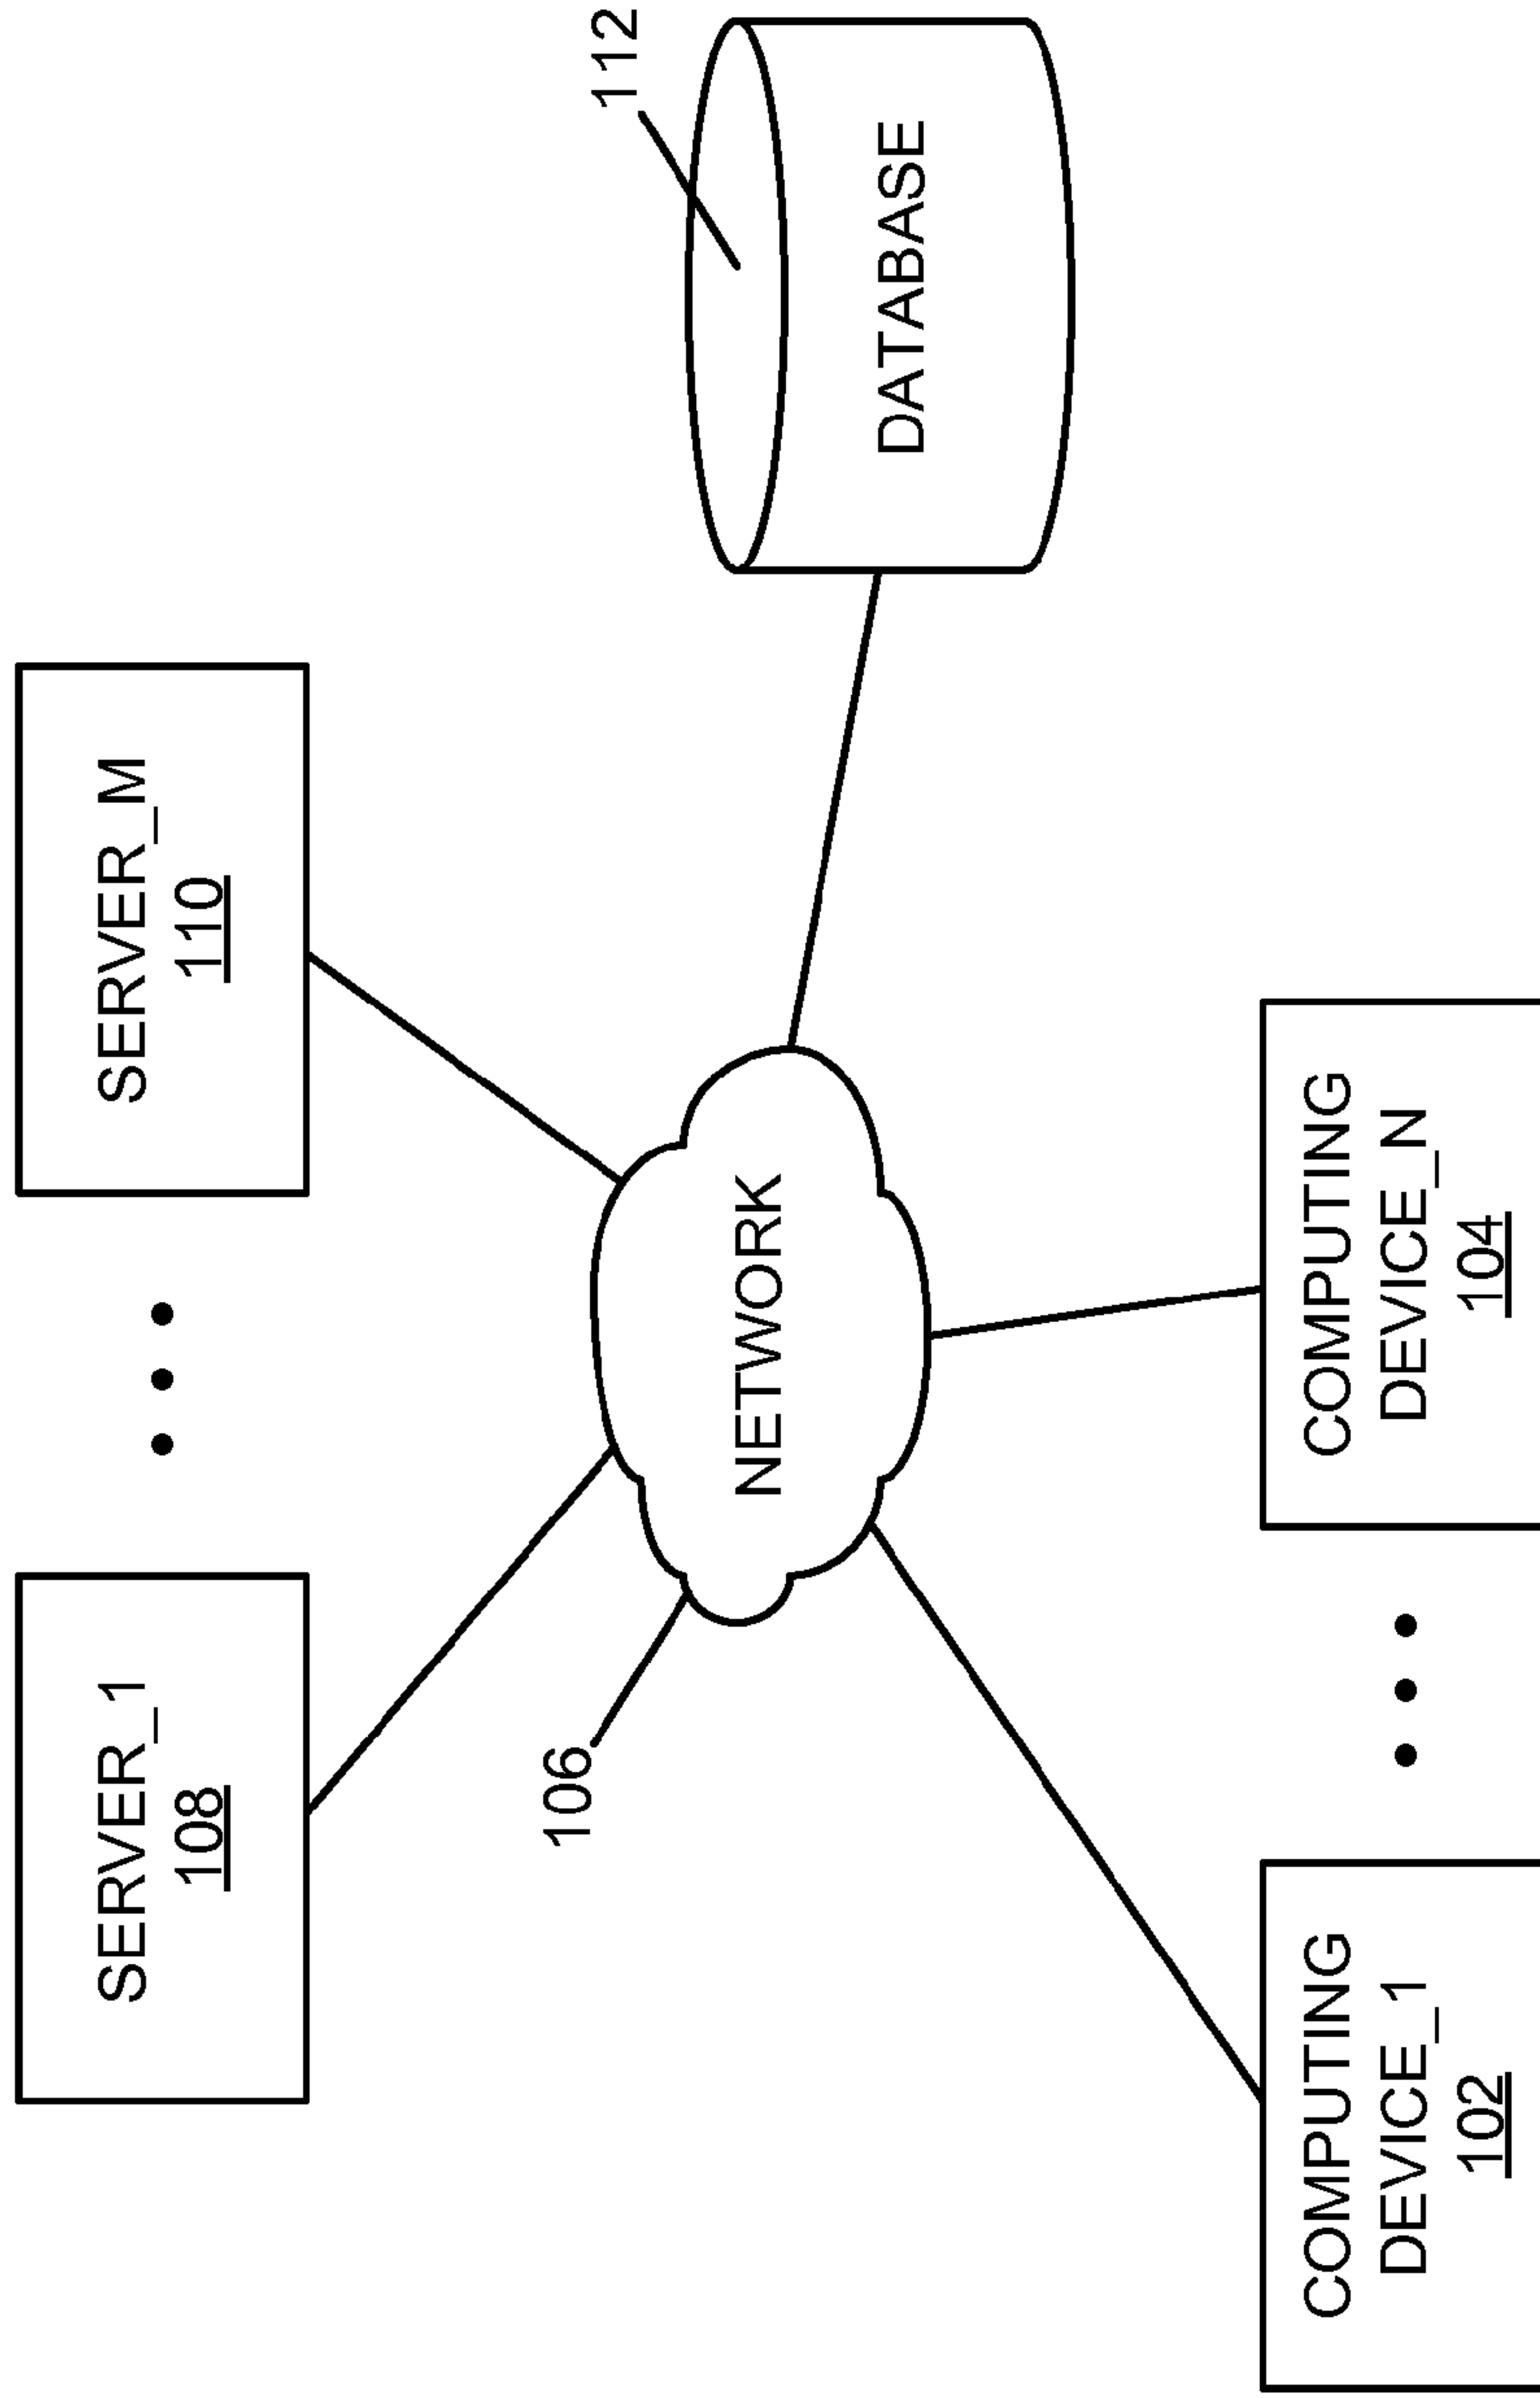 SERVER_1
108
SERVER_M
110
106
NETWORK
112
DATABASE
COMPUTING
DEVICE_1
102
COMPUTING
DEVICE_N
104